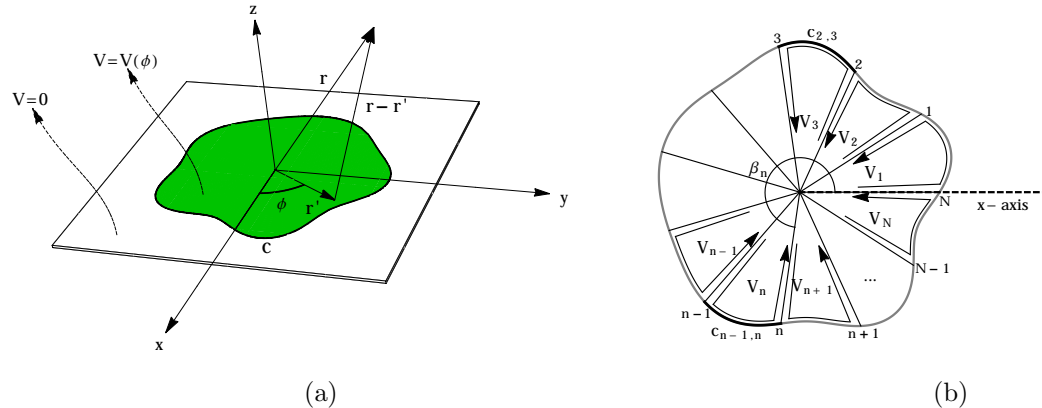 z
r
V=V(ϕ)
V=0
r-r'
y
ϕ
r'
c
x
(a)
3
c2,3
2
1
V3
V2
βn
V1
N
x-axis
VN
Vn-1
N-1
Vn
Vn+1
...
n-1
cn-1,n
n
n+1
(b)